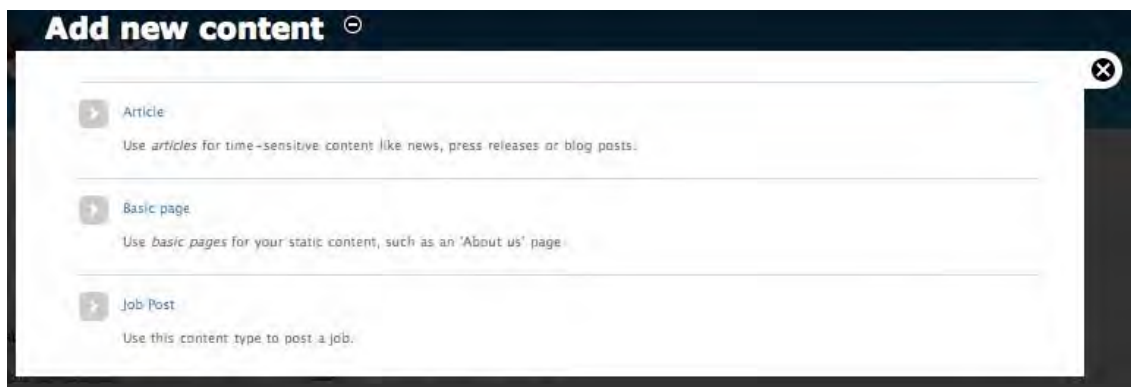 Add new content
Article
Use articles for time-sensitive content like news, press releases or blog posts.
Basic page
Use basic pages for your static content, such as an 'About us' page
Job Post
Use this content type to post a job.